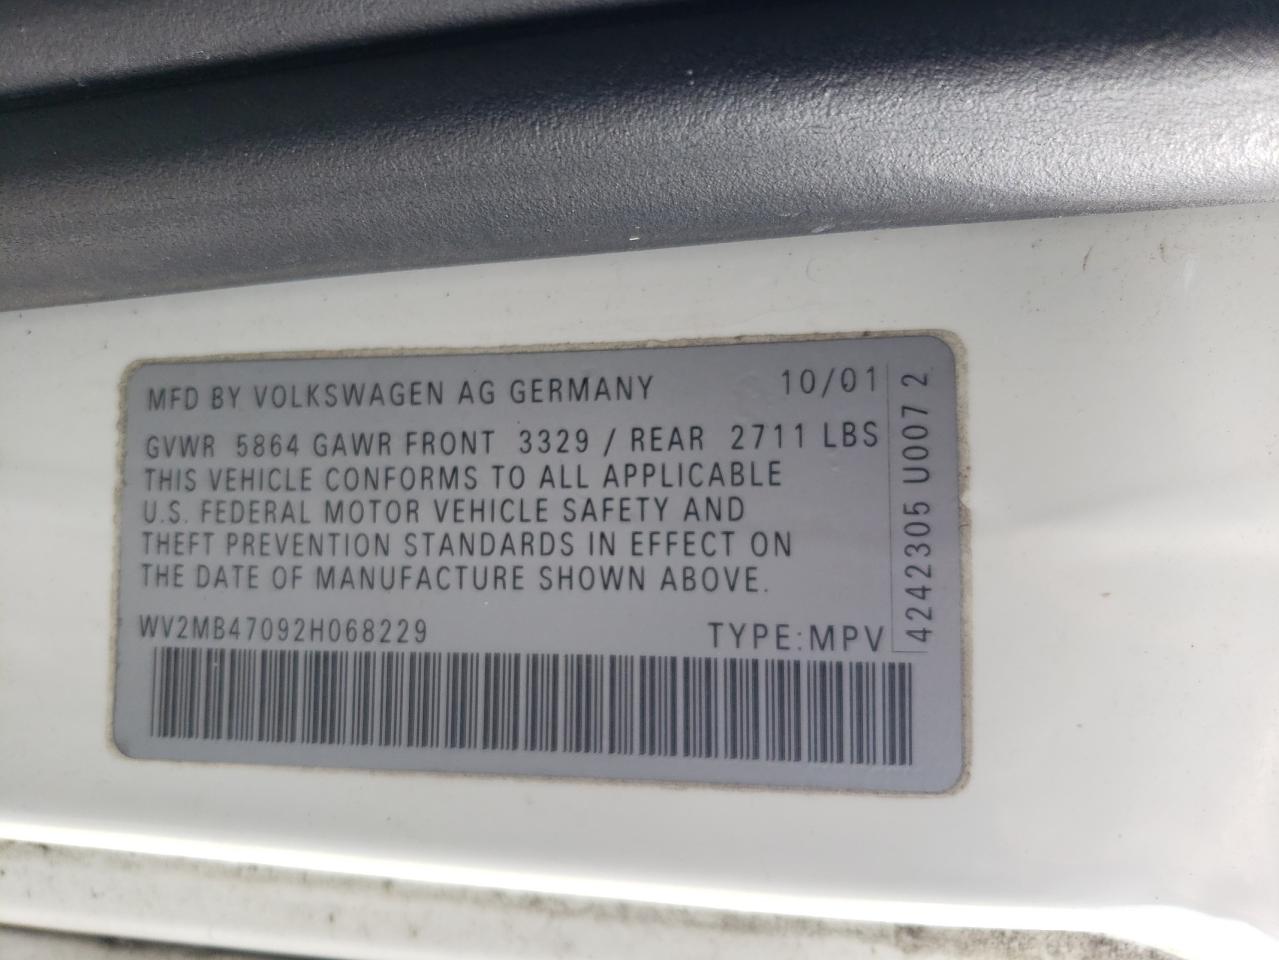 MFD BY VOLKSWAGEN AG GERMANY 10/01
GVWR 5864 GAWR FRONT 3329 / REAR 2711 LBS
THIS VEHICLE CONFORMS TO ALL APPLICABLE
U.S. FEDERAL MOTOR VEHICLE SAFETY AND
THEFT PREVENTION STANDARDS IN EFFECT ON
THE DATE OF MANUFACTURE SHOWN ABOVE.
WV2MB47092H068229 TYPE:MPV
4242305 U007 2